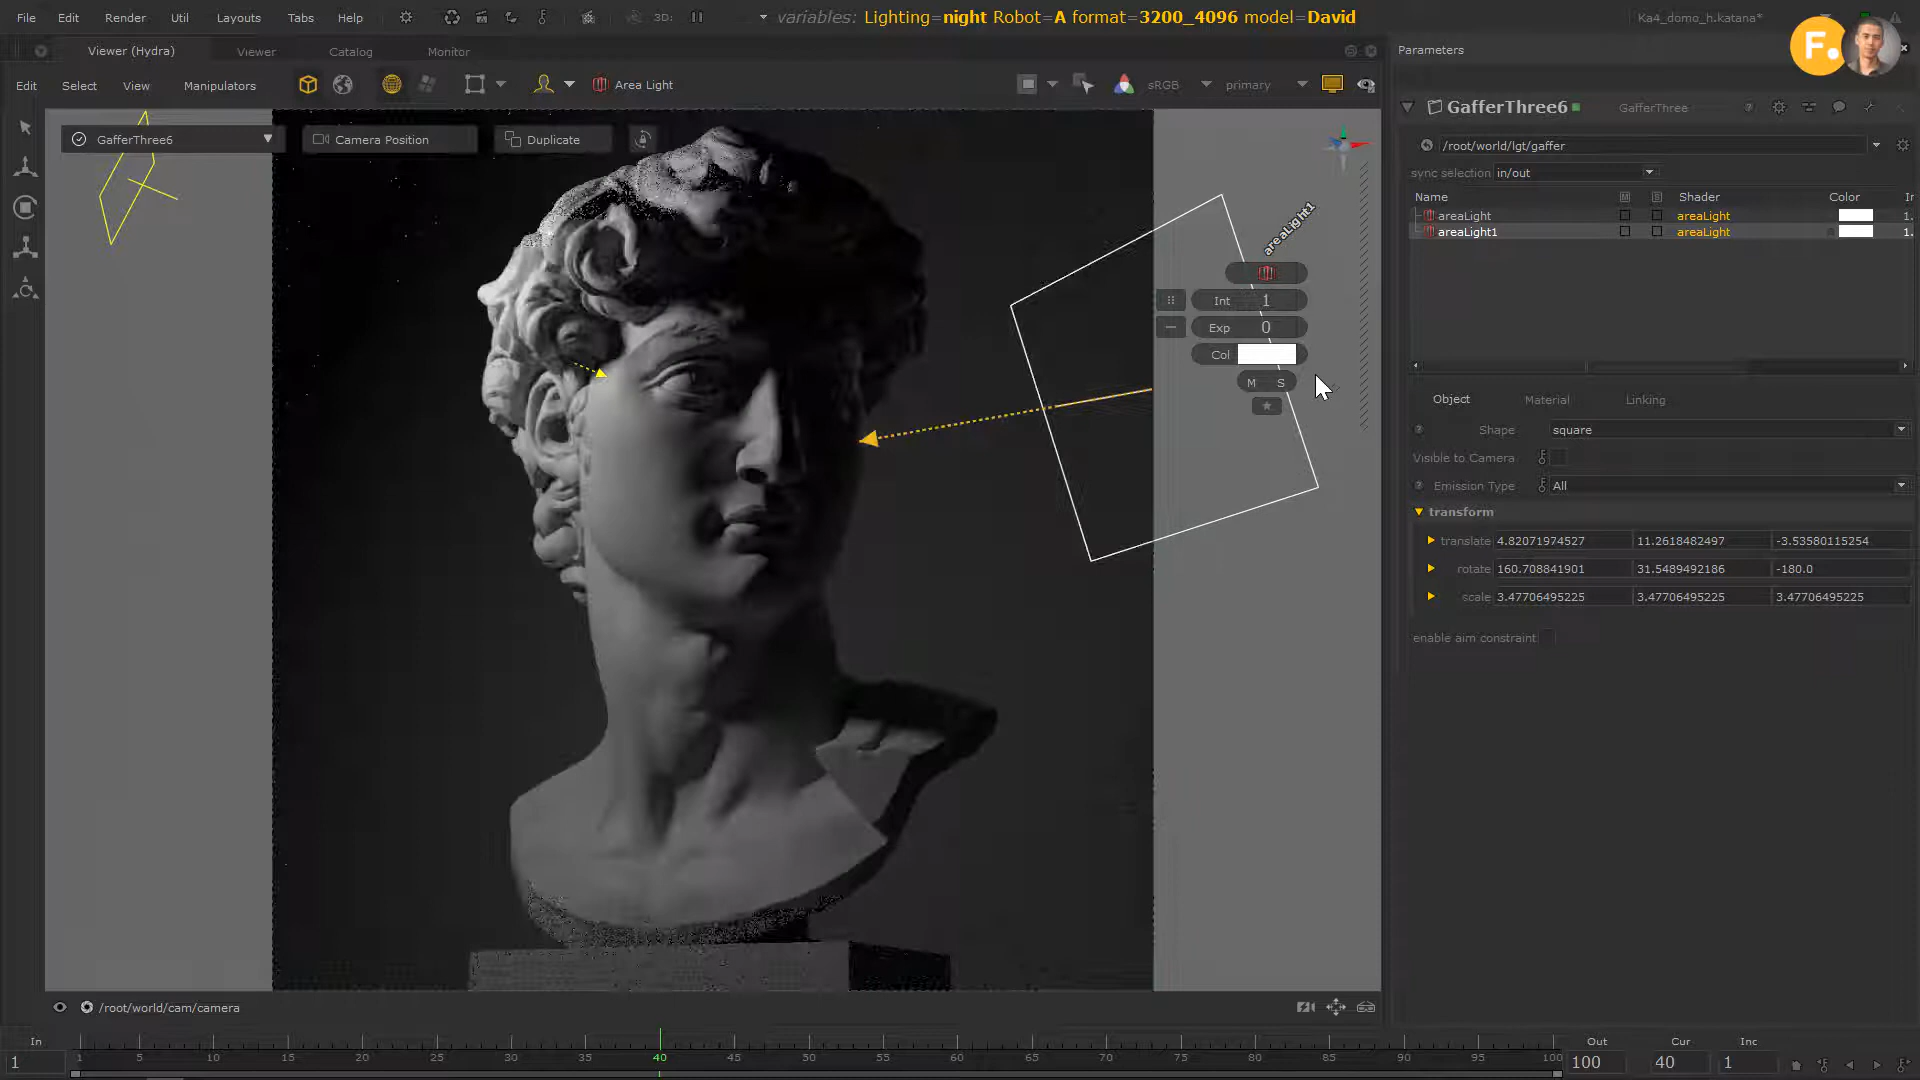 File Edit Render Util Layouts Tabs Help 3D: variables: Lighting=night Robot=A format=3200_4096 model=David Ka4_domo_h.katana*
F.
Viewer (Hydra) Viewer Catalog Monitor Parameters
Edit Select View Manipulators Area Light sRGB primary
GafferThree6 Camera Position Duplicate
GafferThree6 GafferThree
/root/world/lgt/gaffer
sync selection in/out
Name M S Shader Color In
areaLight areaLight 1.
areaLight1 areaLight 1.
areaLight1
Int 1
Exp 0
Col
M S
Object Material Linking
Shape square
Visible to Camera
Emission Type All
transform
translate 4.82071974527 11.2618482497 -3.53580115254
rotate 160.708841901 31.5489492186 -180.0
scale 3.47706495225 3.47706495225 3.47706495225
enable aim constraint
/root/world/cam/camera
In Out Cur Inc
1 1 5 10 15 20 25 30 35 40 45 50 55 60 65 70 75 80 85 90 95 100 100 40 1